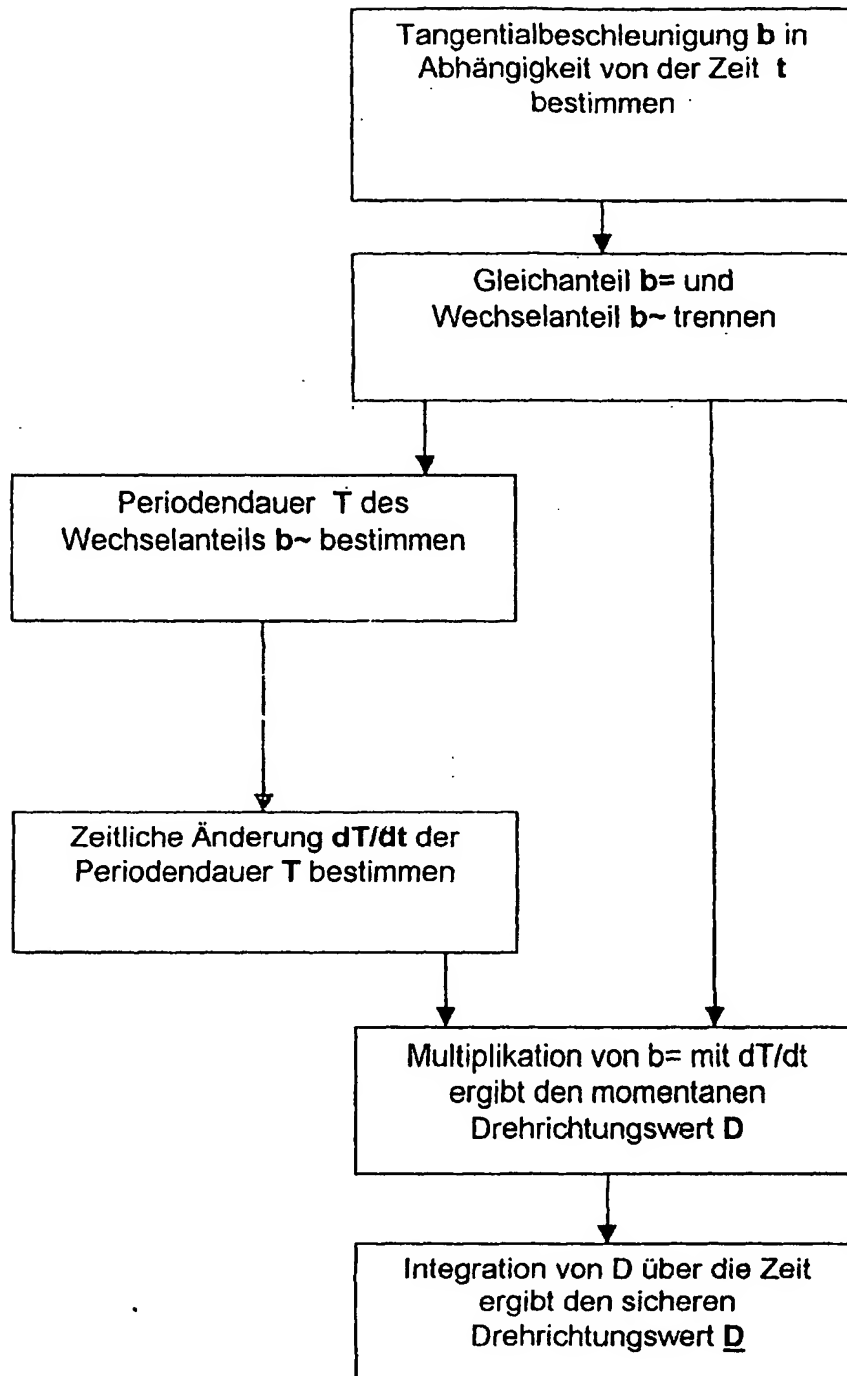 Tangentialbeschleunigung b in
Abhängigkeit von der Zeit t
bestimmen
Gleichanteil b= und
Wechselanteil b~ trennen
Periodendauer T des
Wechselanteils b~ bestimmen
Zeitliche Änderung dT/dt der
Periodendauer T bestimmen
Multiplikation von b= mit dT/dt
ergibt den momentanen
Drehrichtungswert D
Integration von D über die Zeit
ergibt den sicheren
Drehrichtungswert D